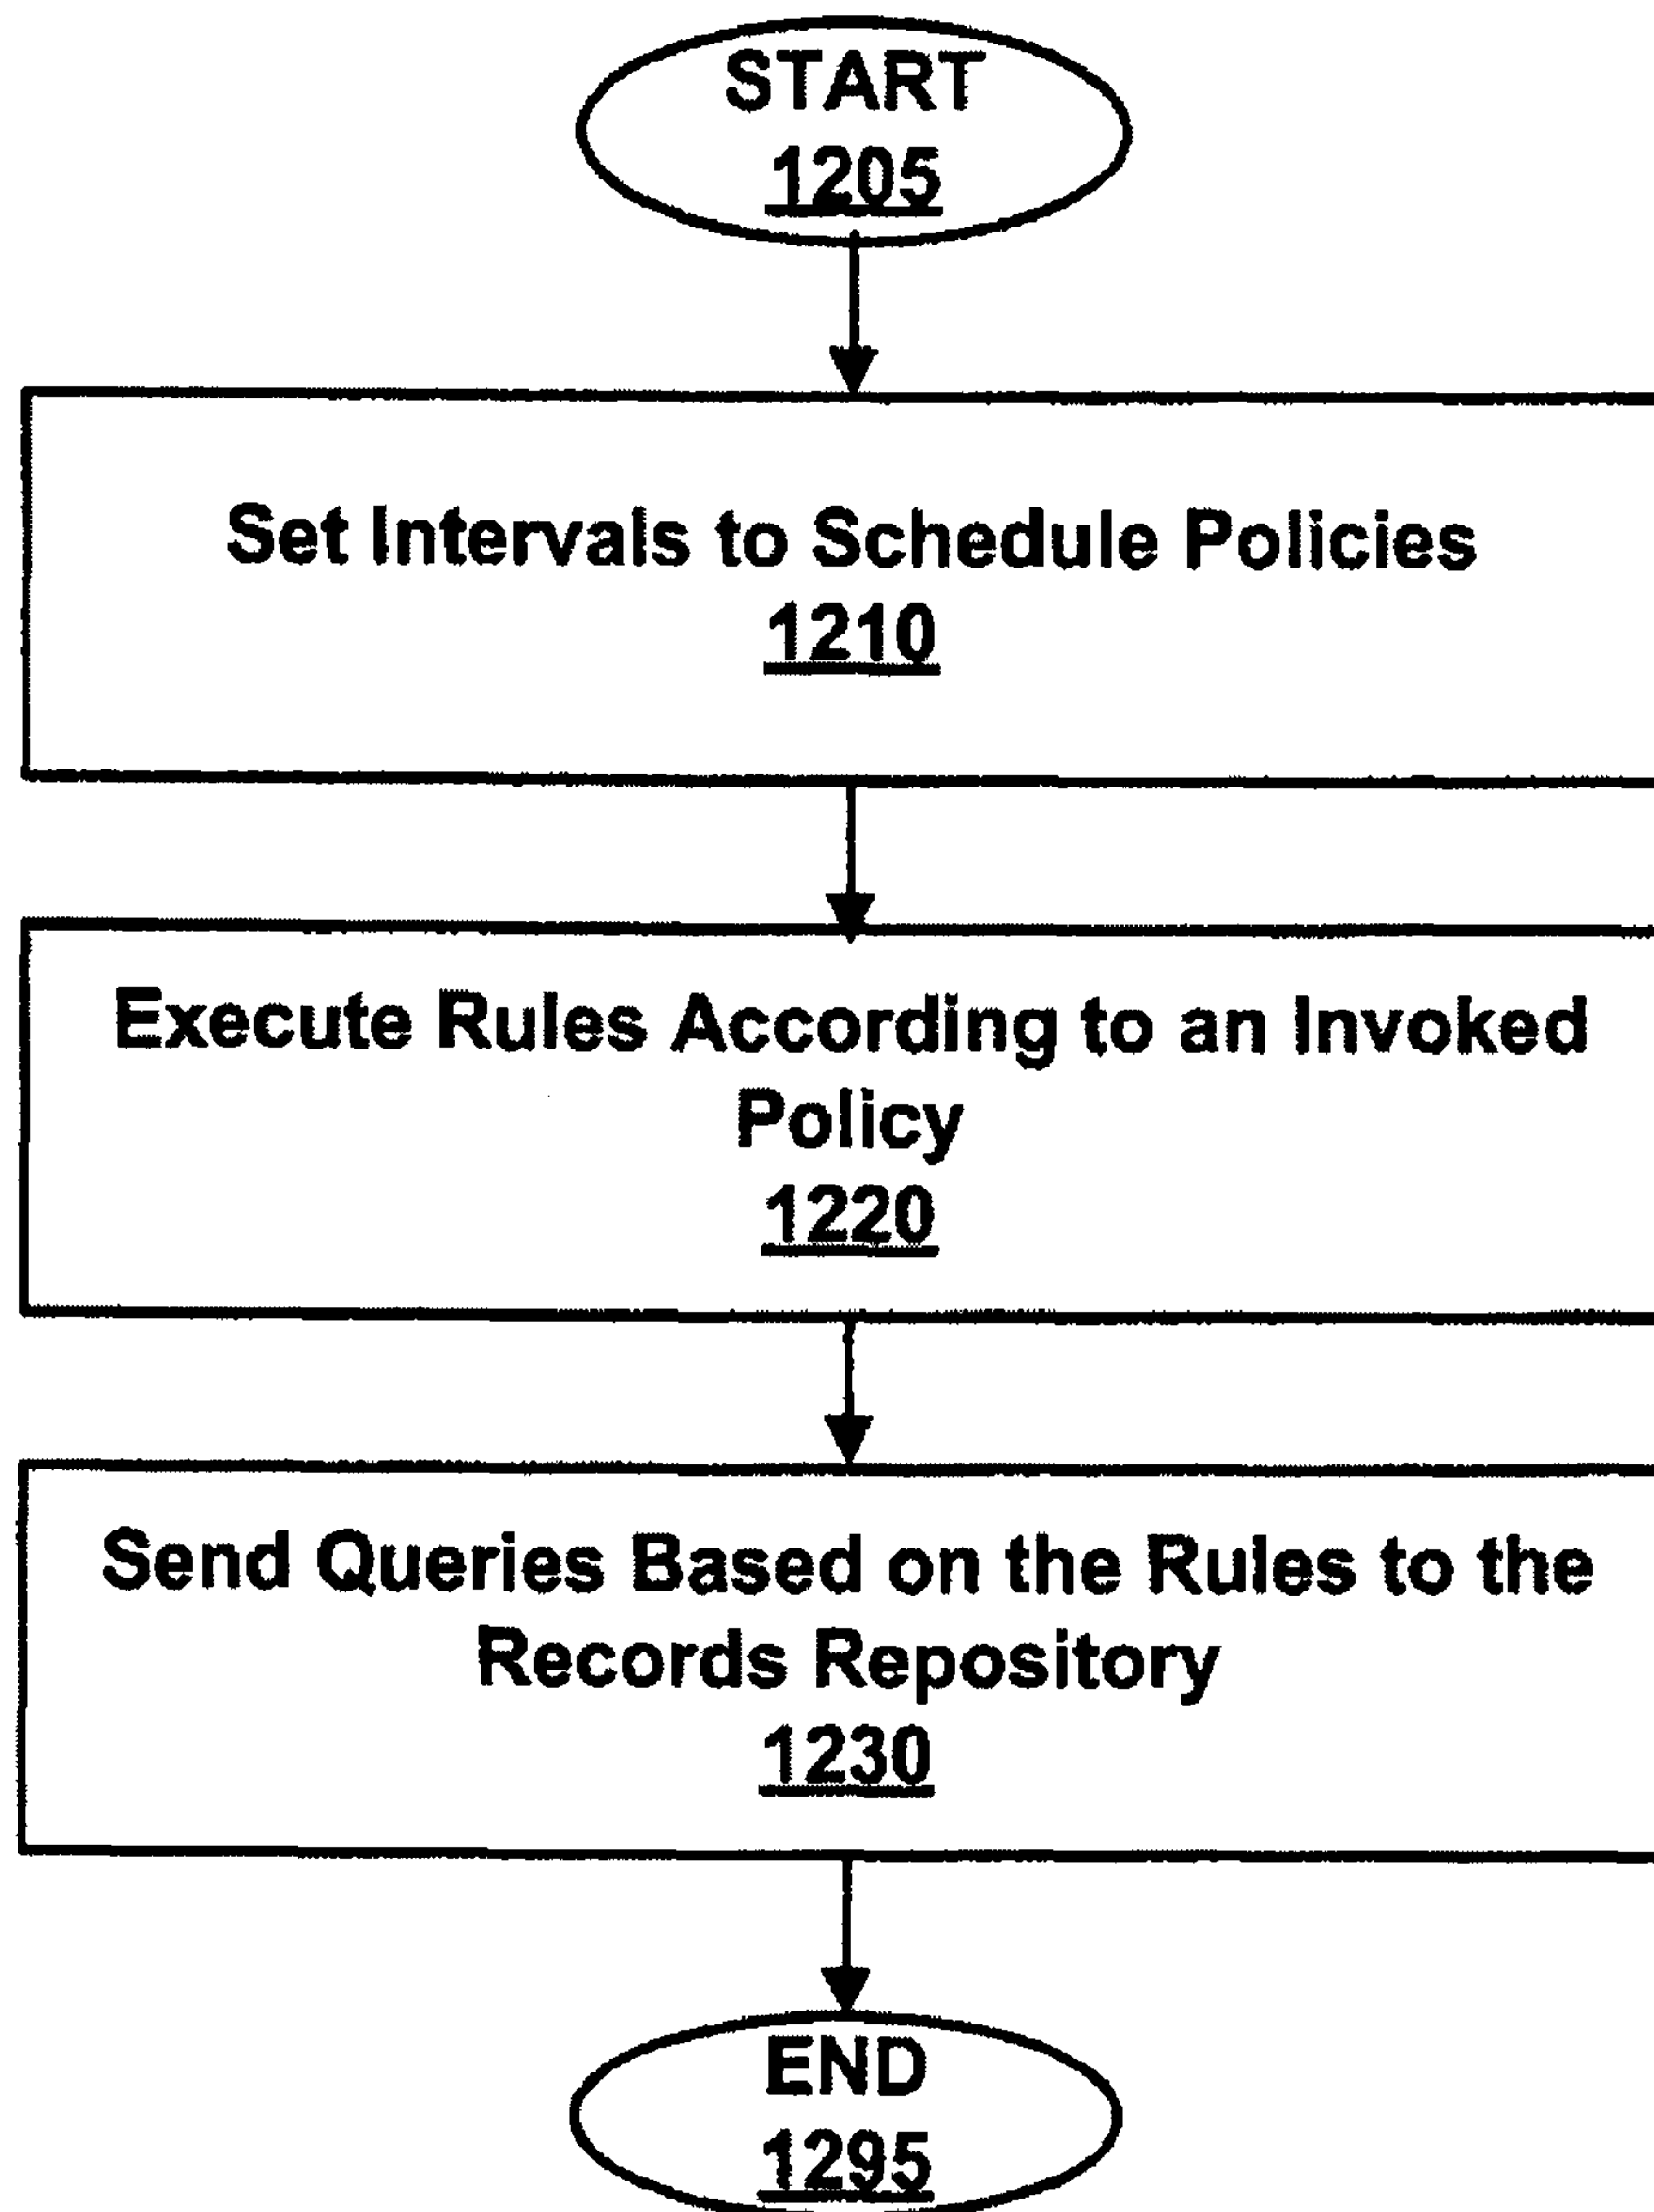 START
1205
Set Intervals to Schedule Policies
1210
Execute Rules According to an Invoked
Policy
1220
Send Queries Based on the Rules to the
Records Repository
1230
END
1295